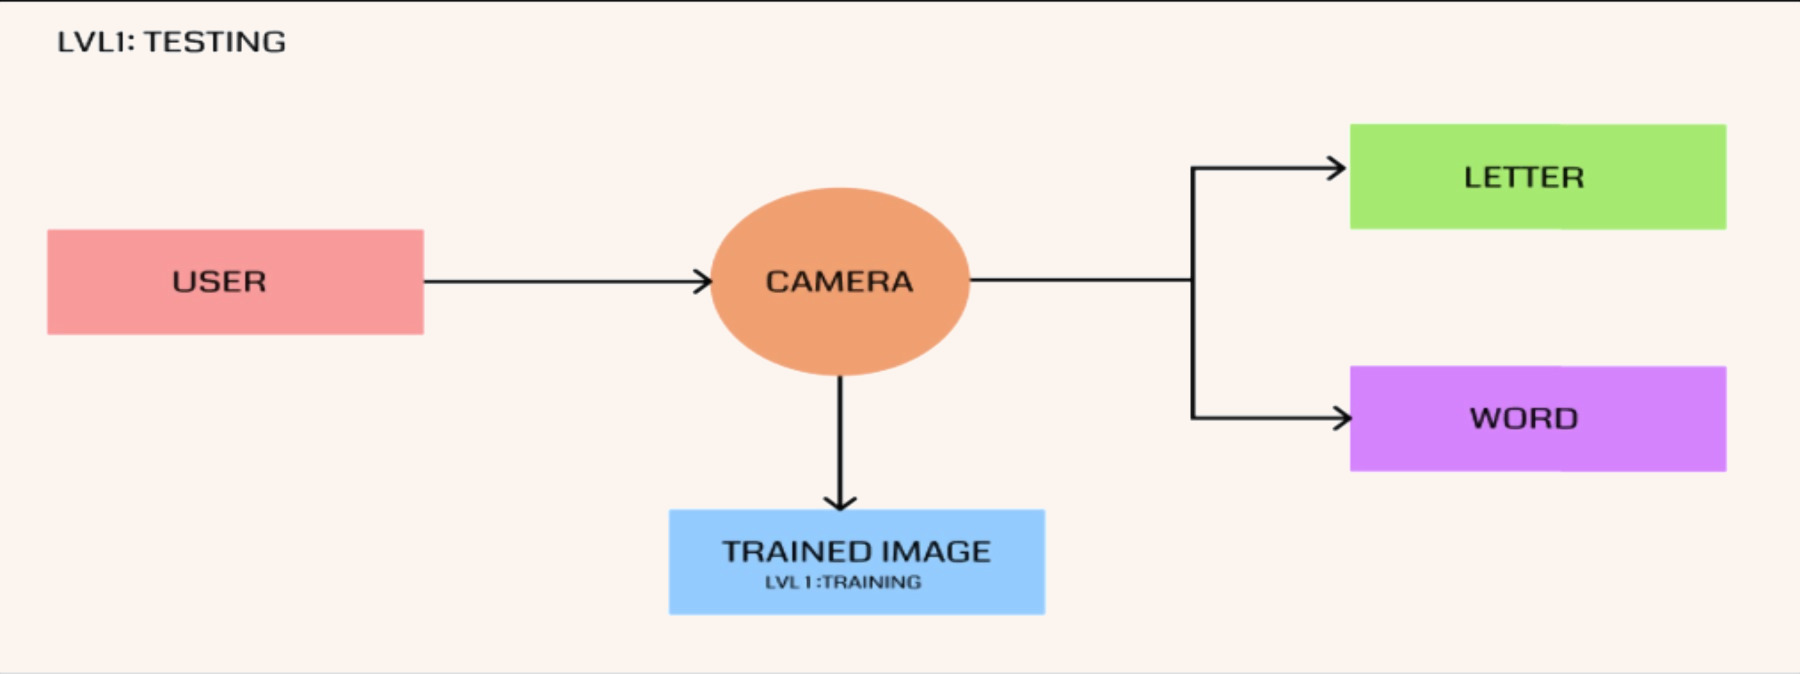 LVL1: TESTING
LETTER
USER
CAMERA
WORD
TRAINED IMAGE
LVL 1:TRAINING